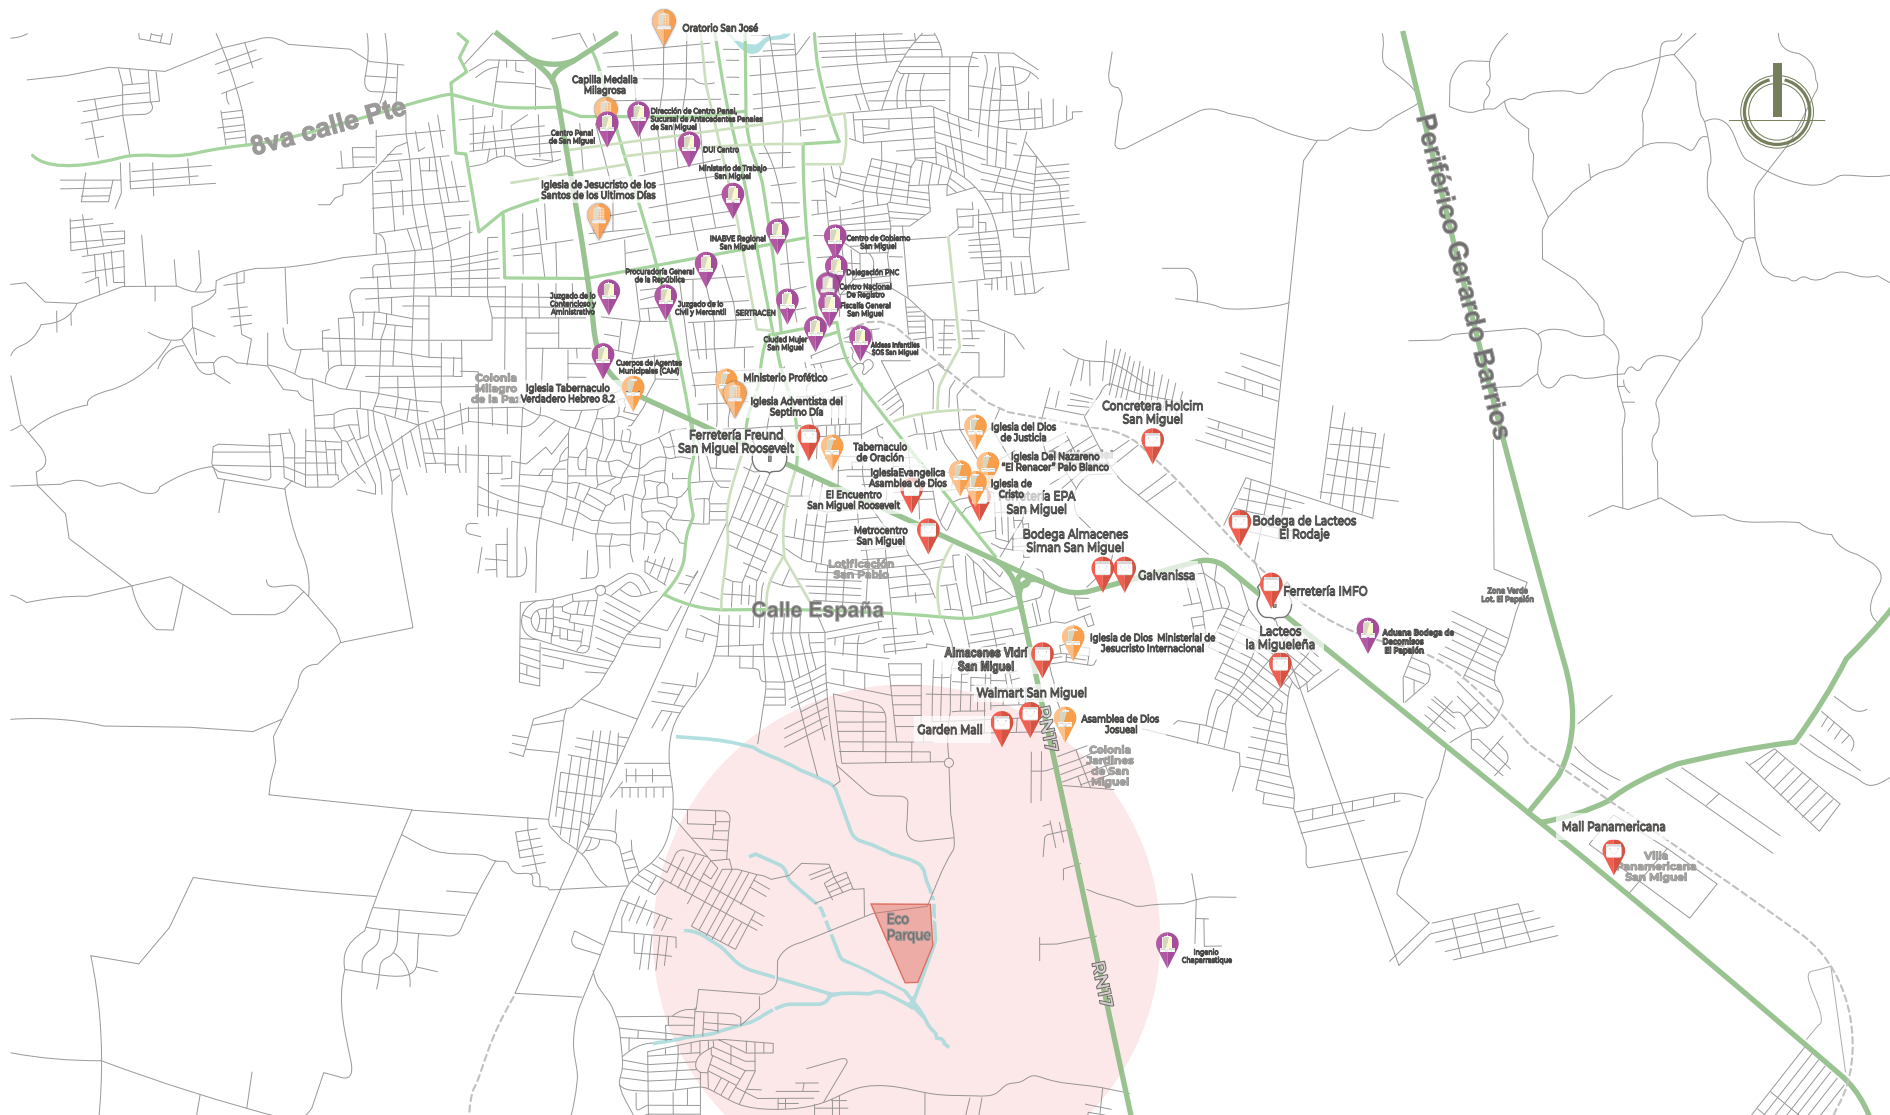 Oratorio San José
Capilla Medalla
Milagrosa
8va calle Pte
Dirección de Centro Penal,
Sucursal de Antecedentes Penales
de San Miguel
Centro Penal
de San Miguel
DUI Centro
Ministerio de Trabajo
San Miguel
Iglesia de Jesucristo de los
Santos de los Ultimos Días
INABVE Regional
San Miguel
Centro de Gobierno
San Miguel
Procuradoría General
de la República
Delegación PNC
Centro Nacional
De Registro
Juzgado de lo
Contencioso y
Aministrativo
Juzgado de lo
Civil y Mercantil
SERTRACEN
Fiscalía General
San Miguel
Ciudad Mujer
San Miguel
Aldeas Infantiles
SOS San Miguel
Cuerpos de Agentes
Municipales (CAM)
Colonia
Milagro
de la Pa
Iglesia Tabernaculo
Verdadero Hebreo 8.2
Ministerio Profético
Iglesia Adventista del
Septimo Día
Periférico Gerardo Barrios
Concretera Holcim
San Miguel
Ferretería Freund
San Miguel Roosevelt
Iglesia del Dios
de Justicia
Tabernaculo
de Oración
Iglesia Del Nazareno
“El Renacer” Palo Blanco
IglesiaEvangelica
Asamblea de Dios
Iglesia de
Cristo
El Encuentro
San Miguel Roosevelt
Ferretería EPA
San Miguel
Metrocentro
San Miguel
Bodega de Lacteos
El Rodaje
Bodega Almacenes
Siman San Miguel
Lotificación
San Pablo
Galvanissa
Ferretería IMFO
Zona Verde
Lot. El Papalón
Calle España
Iglesia de Dios Ministerial de
Jesucristo Internacional
Lacteos
la Migueleña
Aduana Bodega de
Decomisos
El Papalón
Almacenes Vidrí
San Miguel
Walmart San Miguel
Garden Mall
RN17
Asamblea de Dios
Josueal
Colonia
Jardines
de San
Miguel
Mall Panamericana
Villa
Panamericana
San Miguel
Eco
Parque
Ingenio
Chaparrastique
RN17